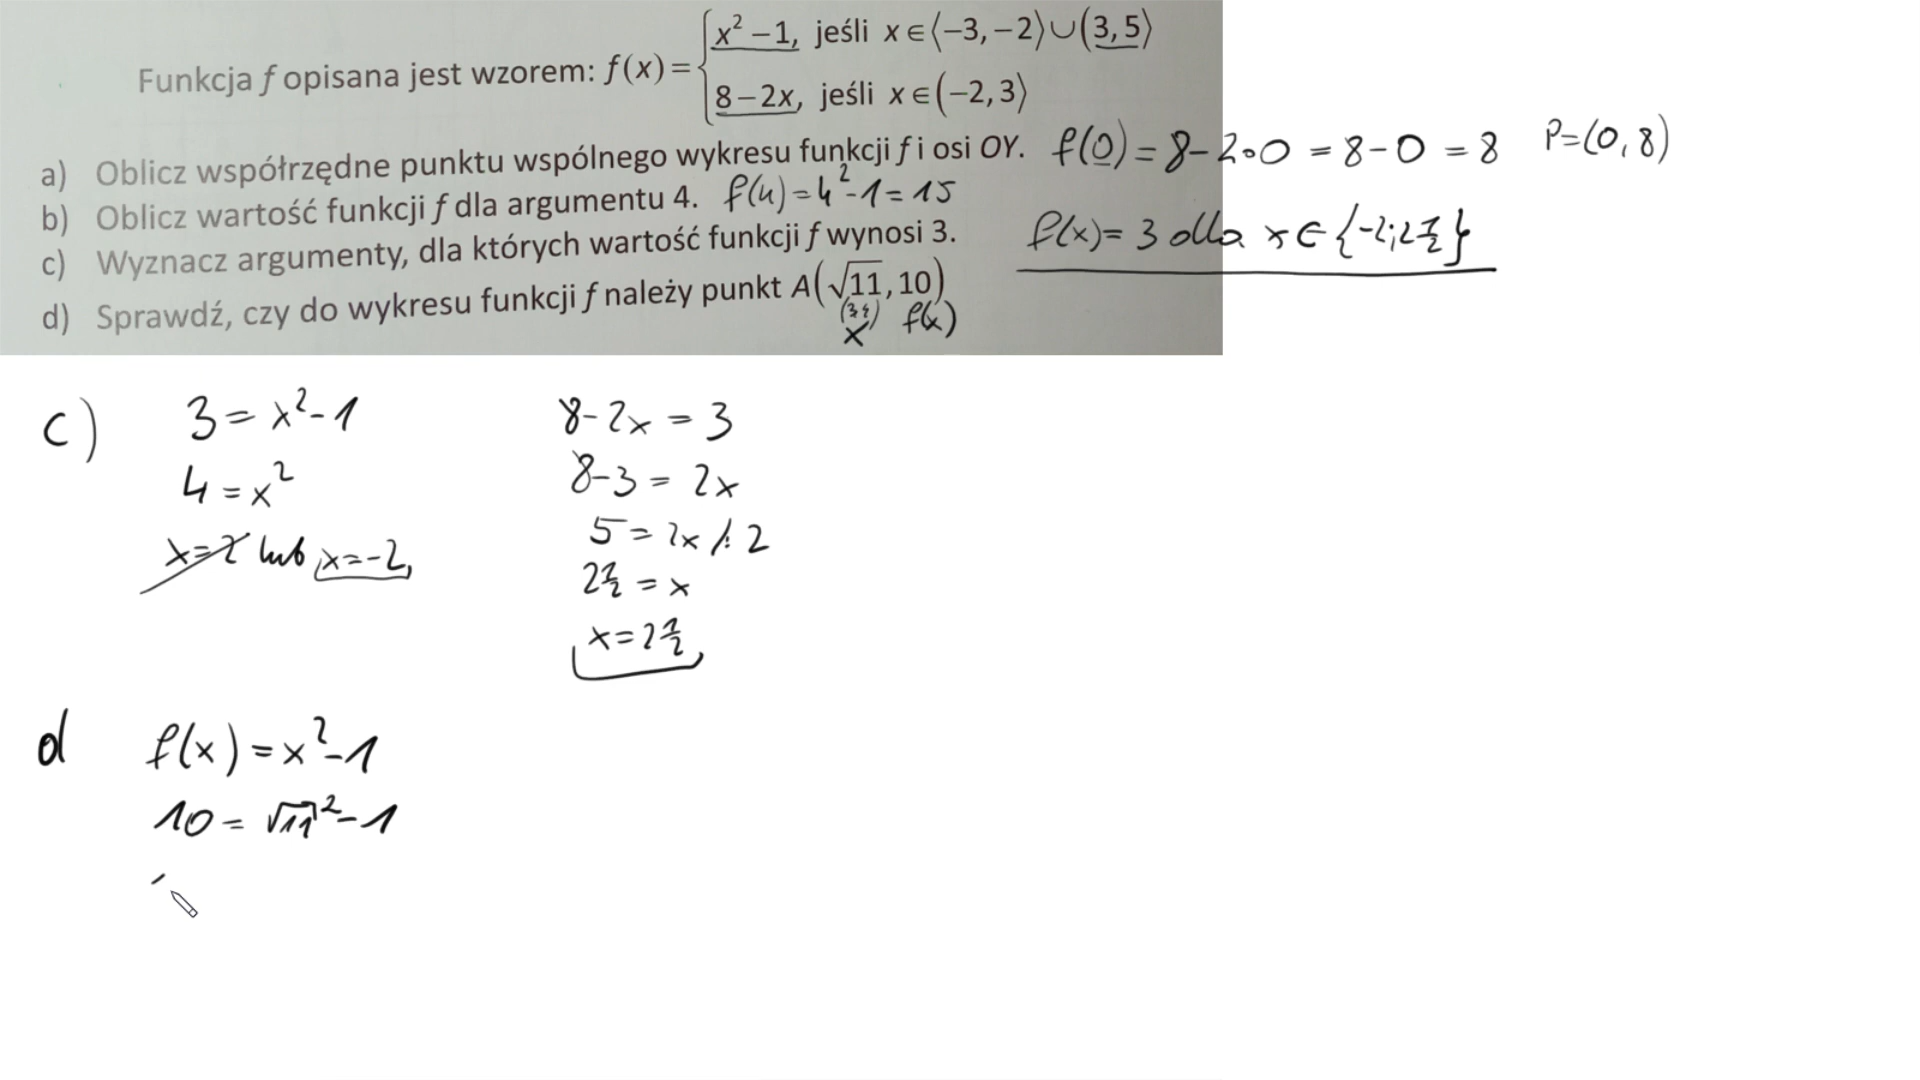 Funkcja f opisana jest wzorem: f(x) = { x² – 1, jeśli x ∈ ⟨–3, –2⟩ ∪ (3, 5⟩
8 – 2x, jeśli x ∈ (–2, 3⟩
a) Oblicz współrzędne punktu wspólnego wykresu funkcji f i osi OY. f(0) = 8 - 2•0 = 8 - 0 = 8 P=(0,8)
b) Oblicz wartość funkcji f dla argumentu 4. f(4) = 4² - 1 = 15
c) Wyznacz argumenty, dla których wartość funkcji f wynosi 3. f(x) = 3 dla x ∈ {-2; 2½}
d) Sprawdź, czy do wykresu funkcji f należy punkt A(√11, 10)
x f(x)
c) 3 = x² - 1 8 - 2x = 3
4 = x² 8 - 3 = 2x
x=2 lub x=-2 5 = 2x /: 2
2½ = x
x = 2½
d f(x) = x² - 1
10 = √11² - 1